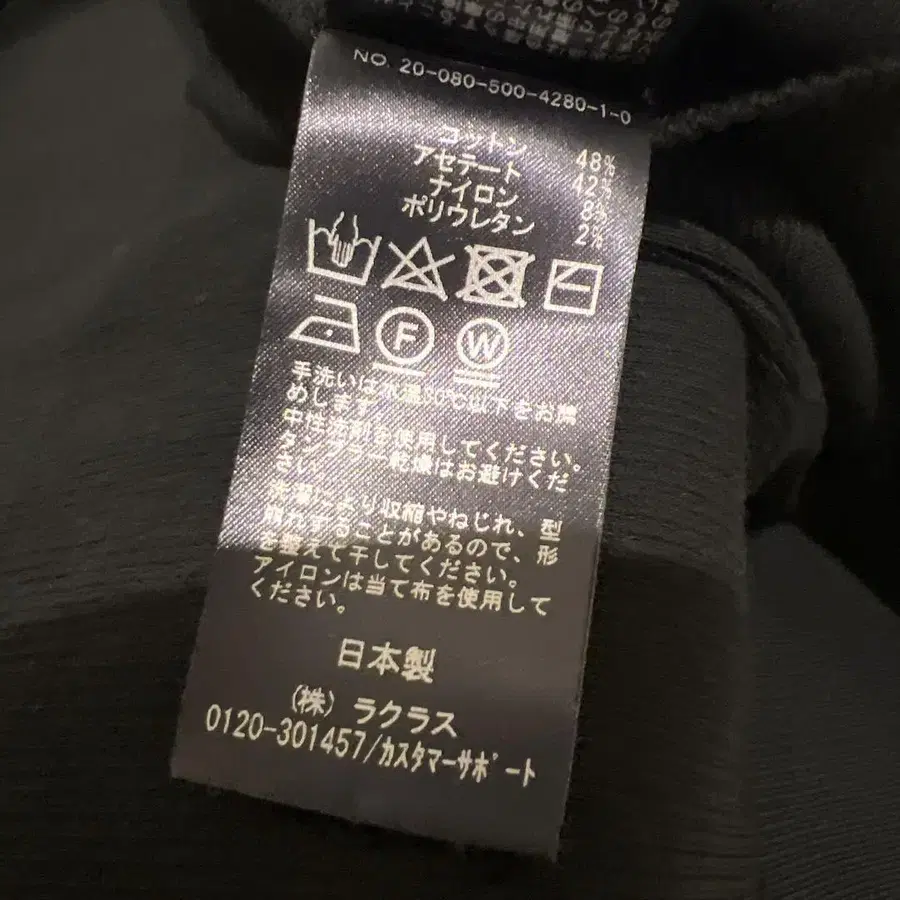 NO. 20-080-500-4280-1-0
コットン 48%
アセテート 42%
ナイロン 8%
ポリウレタン 2%
F W
手洗いは水温30℃以下をお奨
めします
中性洗剤を使用してください。
タンブラー乾燥はお避けくだ
さい。
洗濯により収縮やねじれ、型
崩れすることがあるので、形
を整えて干してください。
アイロンは当て布を使用して
ください。
日本製
(株) ラクラス
0120-301457/カスタマーサポート